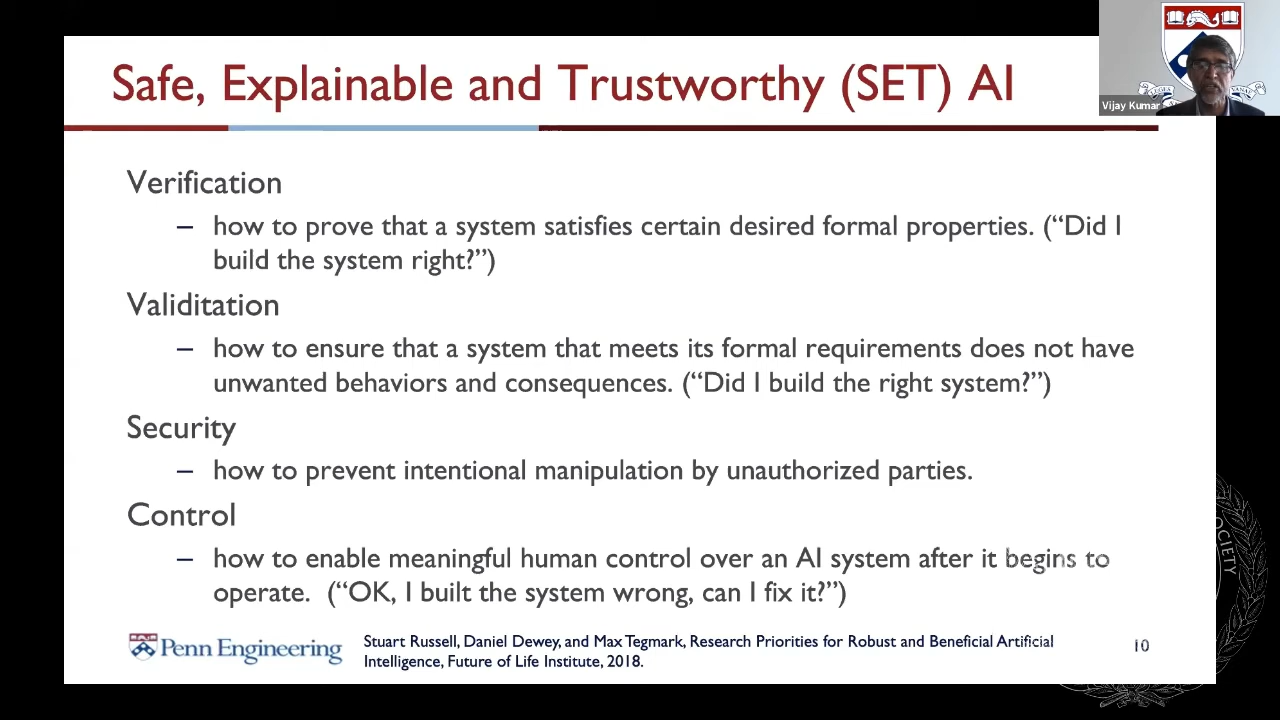 Safe, Explainable and Trustworthy (SET) AI
Vijay Kumar
Verification
– how to prove that a system satisfies certain desired formal properties. (“Did I
build the system right?”)
Validitation
– how to ensure that a system that meets its formal requirements does not have
unwanted behaviors and consequences. (“Did I build the right system?”)
Security
– how to prevent intentional manipulation by unauthorized parties.
Control
– how to enable meaningful human control over an AI system after it begins to
operate. (“OK, I built the system wrong, can I fix it?”)
Penn Engineering
Stuart Russell, Daniel Dewey, and Max Tegmark, Research Priorities for Robust and Beneficial Artificial
Intelligence, Future of Life Institute, 2018.
10
SOCIETY